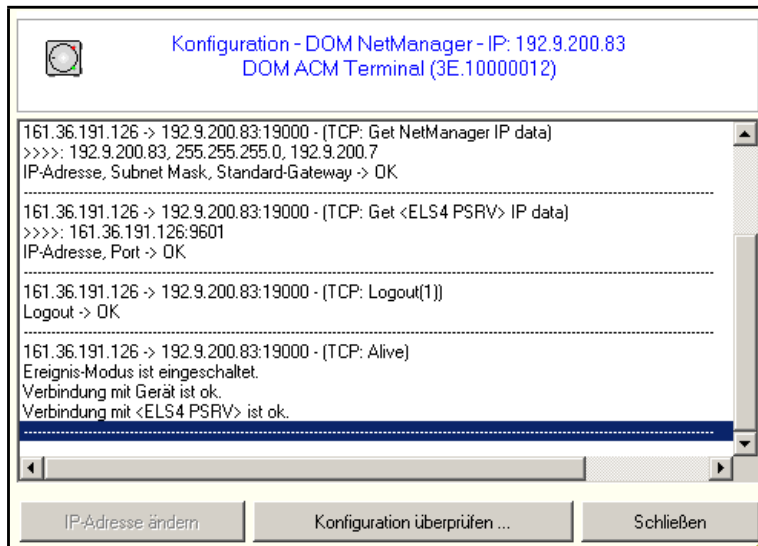 Konfiguration - DOM NetManager - IP: 192.9.200.83
DOM ACM Terminal (3E.10000012)
161.36.191.126 -> 192.9.200.83:19000 - (TCP: Get NetManager IP data)
>>>>: 192.9.200.83, 255.255.255.0, 192.9.200.7
IP-Adresse, Subnet Mask, Standard-Gateway -> OK
161.36.191.126 -> 192.9.200.83:19000 - (TCP: Get <ELS4 PSRV> IP data)
>>>>: 161.36.191.126:9601
IP-Adresse, Port -> OK
161.36.191.126 -> 192.9.200.83:19000 - (TCP: Logout(1))
Logout -> OK
161.36.191.126 -> 192.9.200.83:19000 - (TCP: Alive)
Ereignis-Modus ist eingeschaltet.
Verbindung mit Gerät ist ok.
Verbindung mit <ELS4 PSRV> ist ok.
IP-Adresse ändern
Konfiguration überprüfen ...
Schließen